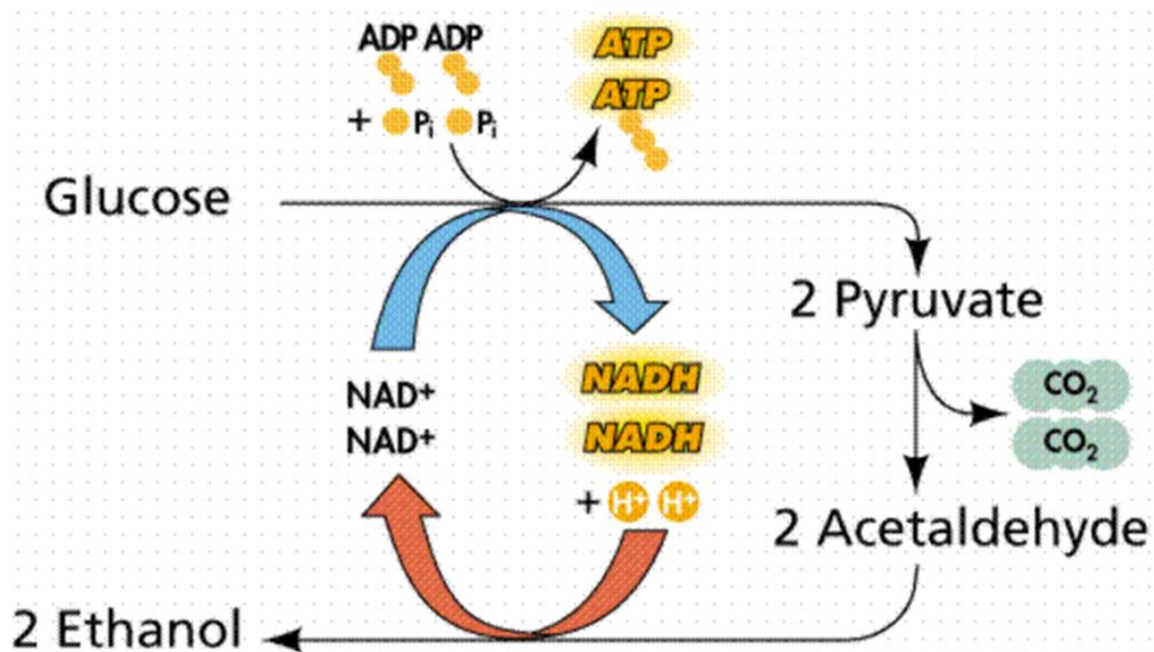 ADP ADP
+ Pi Pi
ATP
ATP
Glucose
2 Pyruvate
NAD+
NAD+
NADH
NADH
+ H+ H+
CO2
CO2
2 Acetaldehyde
2 Ethanol